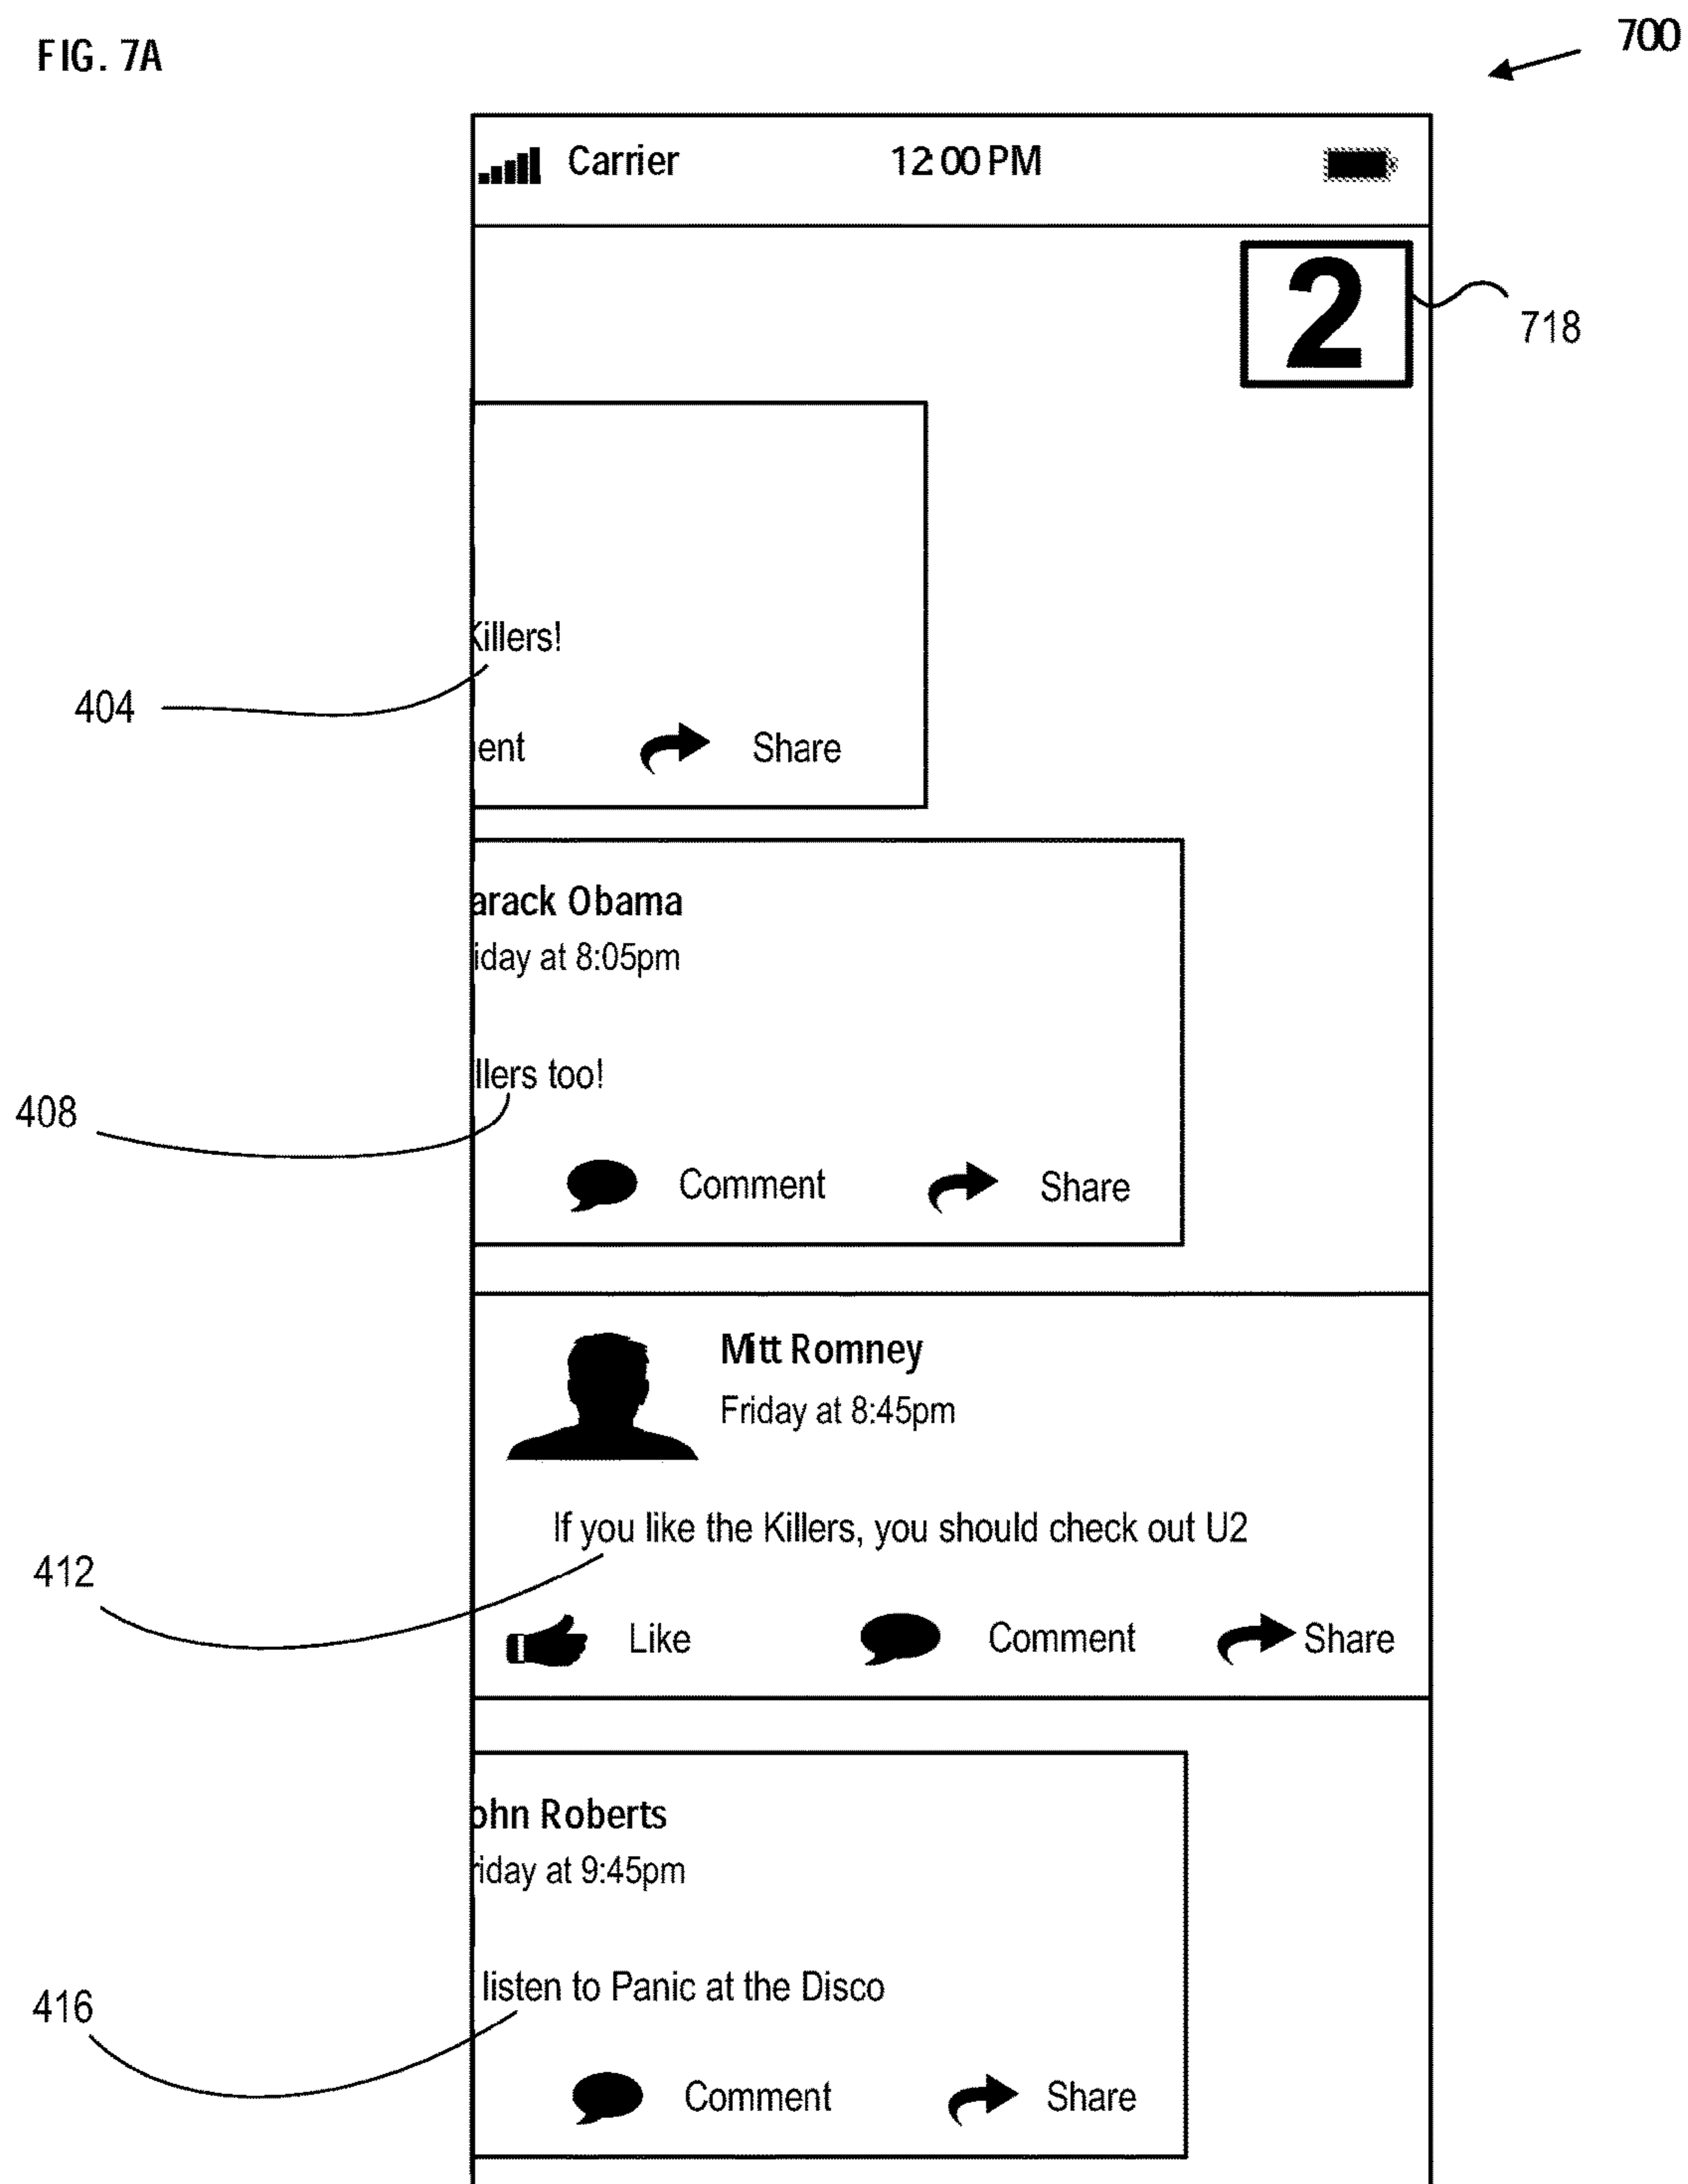 FIG. 7A
700
Carrier 12:00 PM
2
718
Killers!
404
ent Share
arack Obama
iday at 8:05pm
llers too!
408
Comment Share
Mitt Romney
Friday at 8:45pm
If you like the Killers, you should check out U2
412
Like Comment Share
ohn Roberts
riday at 9:45pm
listen to Panic at the Disco
416
Comment Share